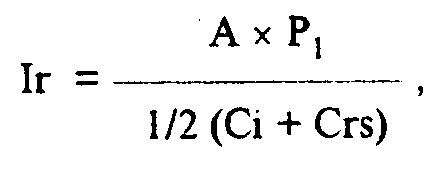 A × P₁
Ir = ,
1/2 (Ci + Crs)